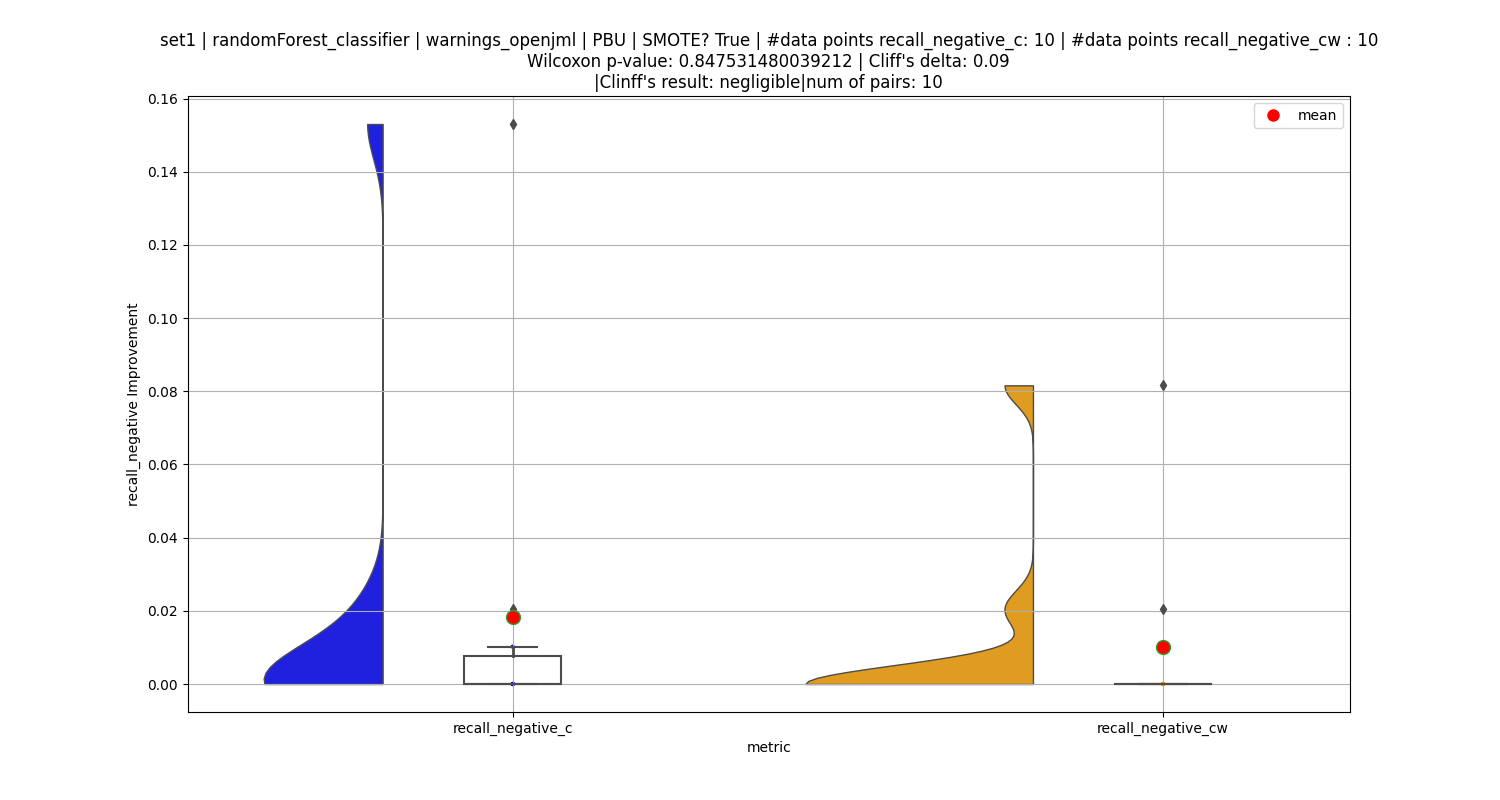 set1 | randomForest_classifier | warnings_openjml | PBU | SMOTE? True | #data points recall_negative_c: 10 | #data points recall_negative_cw : 10
Wilcoxon p-value: 0.847531480039212 | Cliff's delta: 0.09
|Clinff's result: negligible|num of pairs: 10
mean
0.16
0.14
0.12
0.10
0.08
0.06
0.04
0.02
0.00
recall_negative Improvement
recall_negative_c
recall_negative_cw
metric